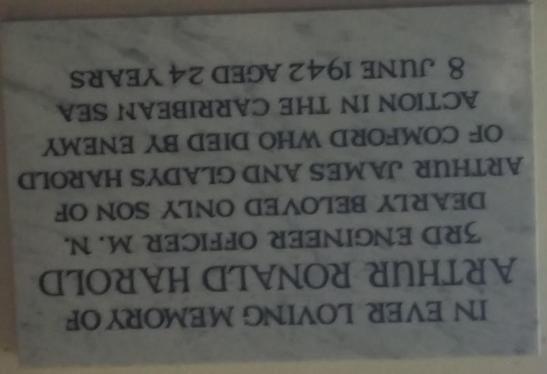 IN EVER LOVING MEMORY OF
ARTHUR RONALD HAROLD
3RD ENGINEER OFFICER M. N.
DEARLY BELOVED ONLY SON OF
ARTHUR JAMES AND GLADYS HAROLD
OF COMFORD WHO DIED BY ENEMY
ACTION IN THE CARRIBEAN SEA
8 JUNE 1942 AGED 24 YEARS